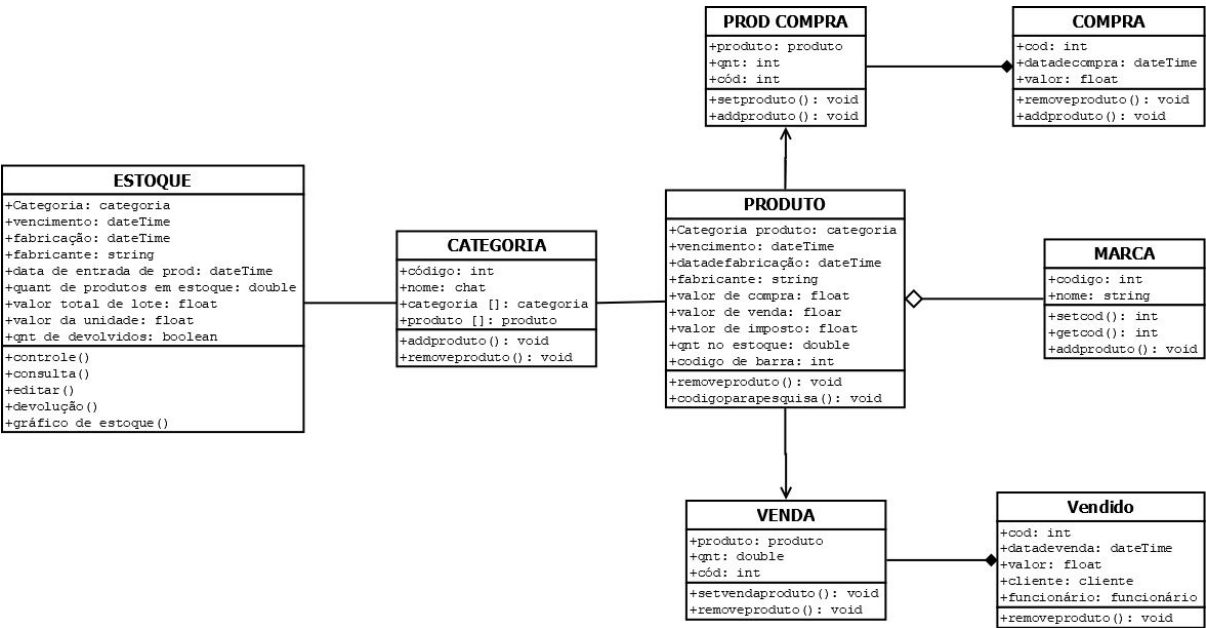 PROD COMPRA
+produto: produto
+qnt: int
+cód: int
+setproduto(): void
+addproduto(): void
COMPRA
+cod: int
+datadecompra: dateTime
+valor: float
+removeproduto(): void
+addproduto(): void
ESTOQUE
+Categoria: categoria
+vencimento: dateTime
+fabricação: dateTime
+fabricante: string
+data de entrada de prod: dateTime
+quant de produtos em estoque: double
+valor total de lote: float
+valor da unidade: float
+qnt de devolvidos: boolean
+controle()
+consulta()
+editar()
+devolução()
+gráfico de estoque()
CATEGORIA
+código: int
+nome: chat
+categoria []: categoria
+produto []: produto
+addproduto(): void
+removeproduto(): void
PRODUTO
+Categoria produto: categoria
+vencimento: dateTime
+datadefabricação: dateTime
+fabricante: string
+valor de compra: float
+valor de venda: floar
+valor de imposto: float
+qnt no estoque: double
+codigo de barra: int
+removeproduto(): void
+codigoparapesquisa(): void
MARCA
+codigo: int
+nome: string
+setcod(): int
+getcod(): int
+addproduto(): void
VENDA
+produto: produto
+qnt: double
+cód: int
+setvendaproduto(): void
+removeproduto(): void
Vendido
+cod: int
+datadevenda: dateTime
+valor: float
+cliente: cliente
+funcionário: funcionário
+removeproduto(): void